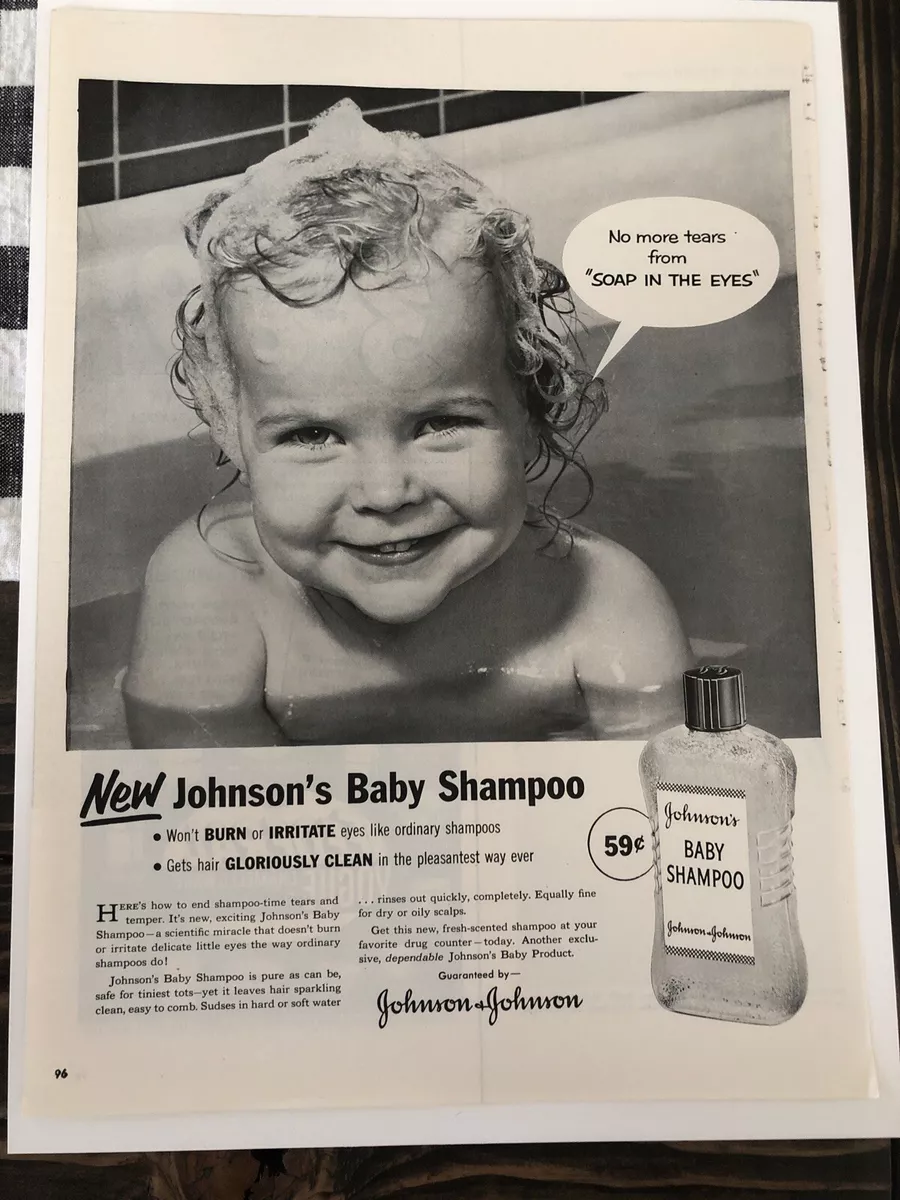 No more tears
from
"SOAP IN THE EYES"
New Johnson's Baby Shampoo
• Won't BURN or IRRITATE eyes like ordinary shampoos
• Gets hair GLORIOUSLY CLEAN in the pleasantest way ever
59¢
Johnson's
BABY
SHAMPOO
Johnson & Johnson
HERE'S how to end shampoo-time tears and
temper. It's new, exciting Johnson's Baby
Shampoo—a scientific miracle that doesn't burn
or irritate delicate little eyes the way ordinary
shampoos do!
Johnson's Baby Shampoo is pure as can be,
safe for tiniest tots—yet it leaves hair sparkling
clean, easy to comb. Sudses in hard or soft water
... rinses out quickly, completely. Equally fine
for dry or oily scalps.
Get this new, fresh-scented shampoo at your
favorite drug counter—today. Another exclu-
sive, dependable Johnson's Baby Product.
Guaranteed by—
Johnson & Johnson
96